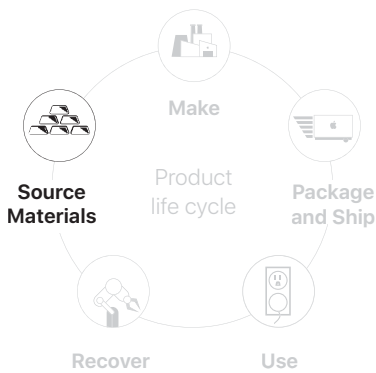 Make
Source
Materials
Product
life cycle
Package
and Ship
Recover
Use